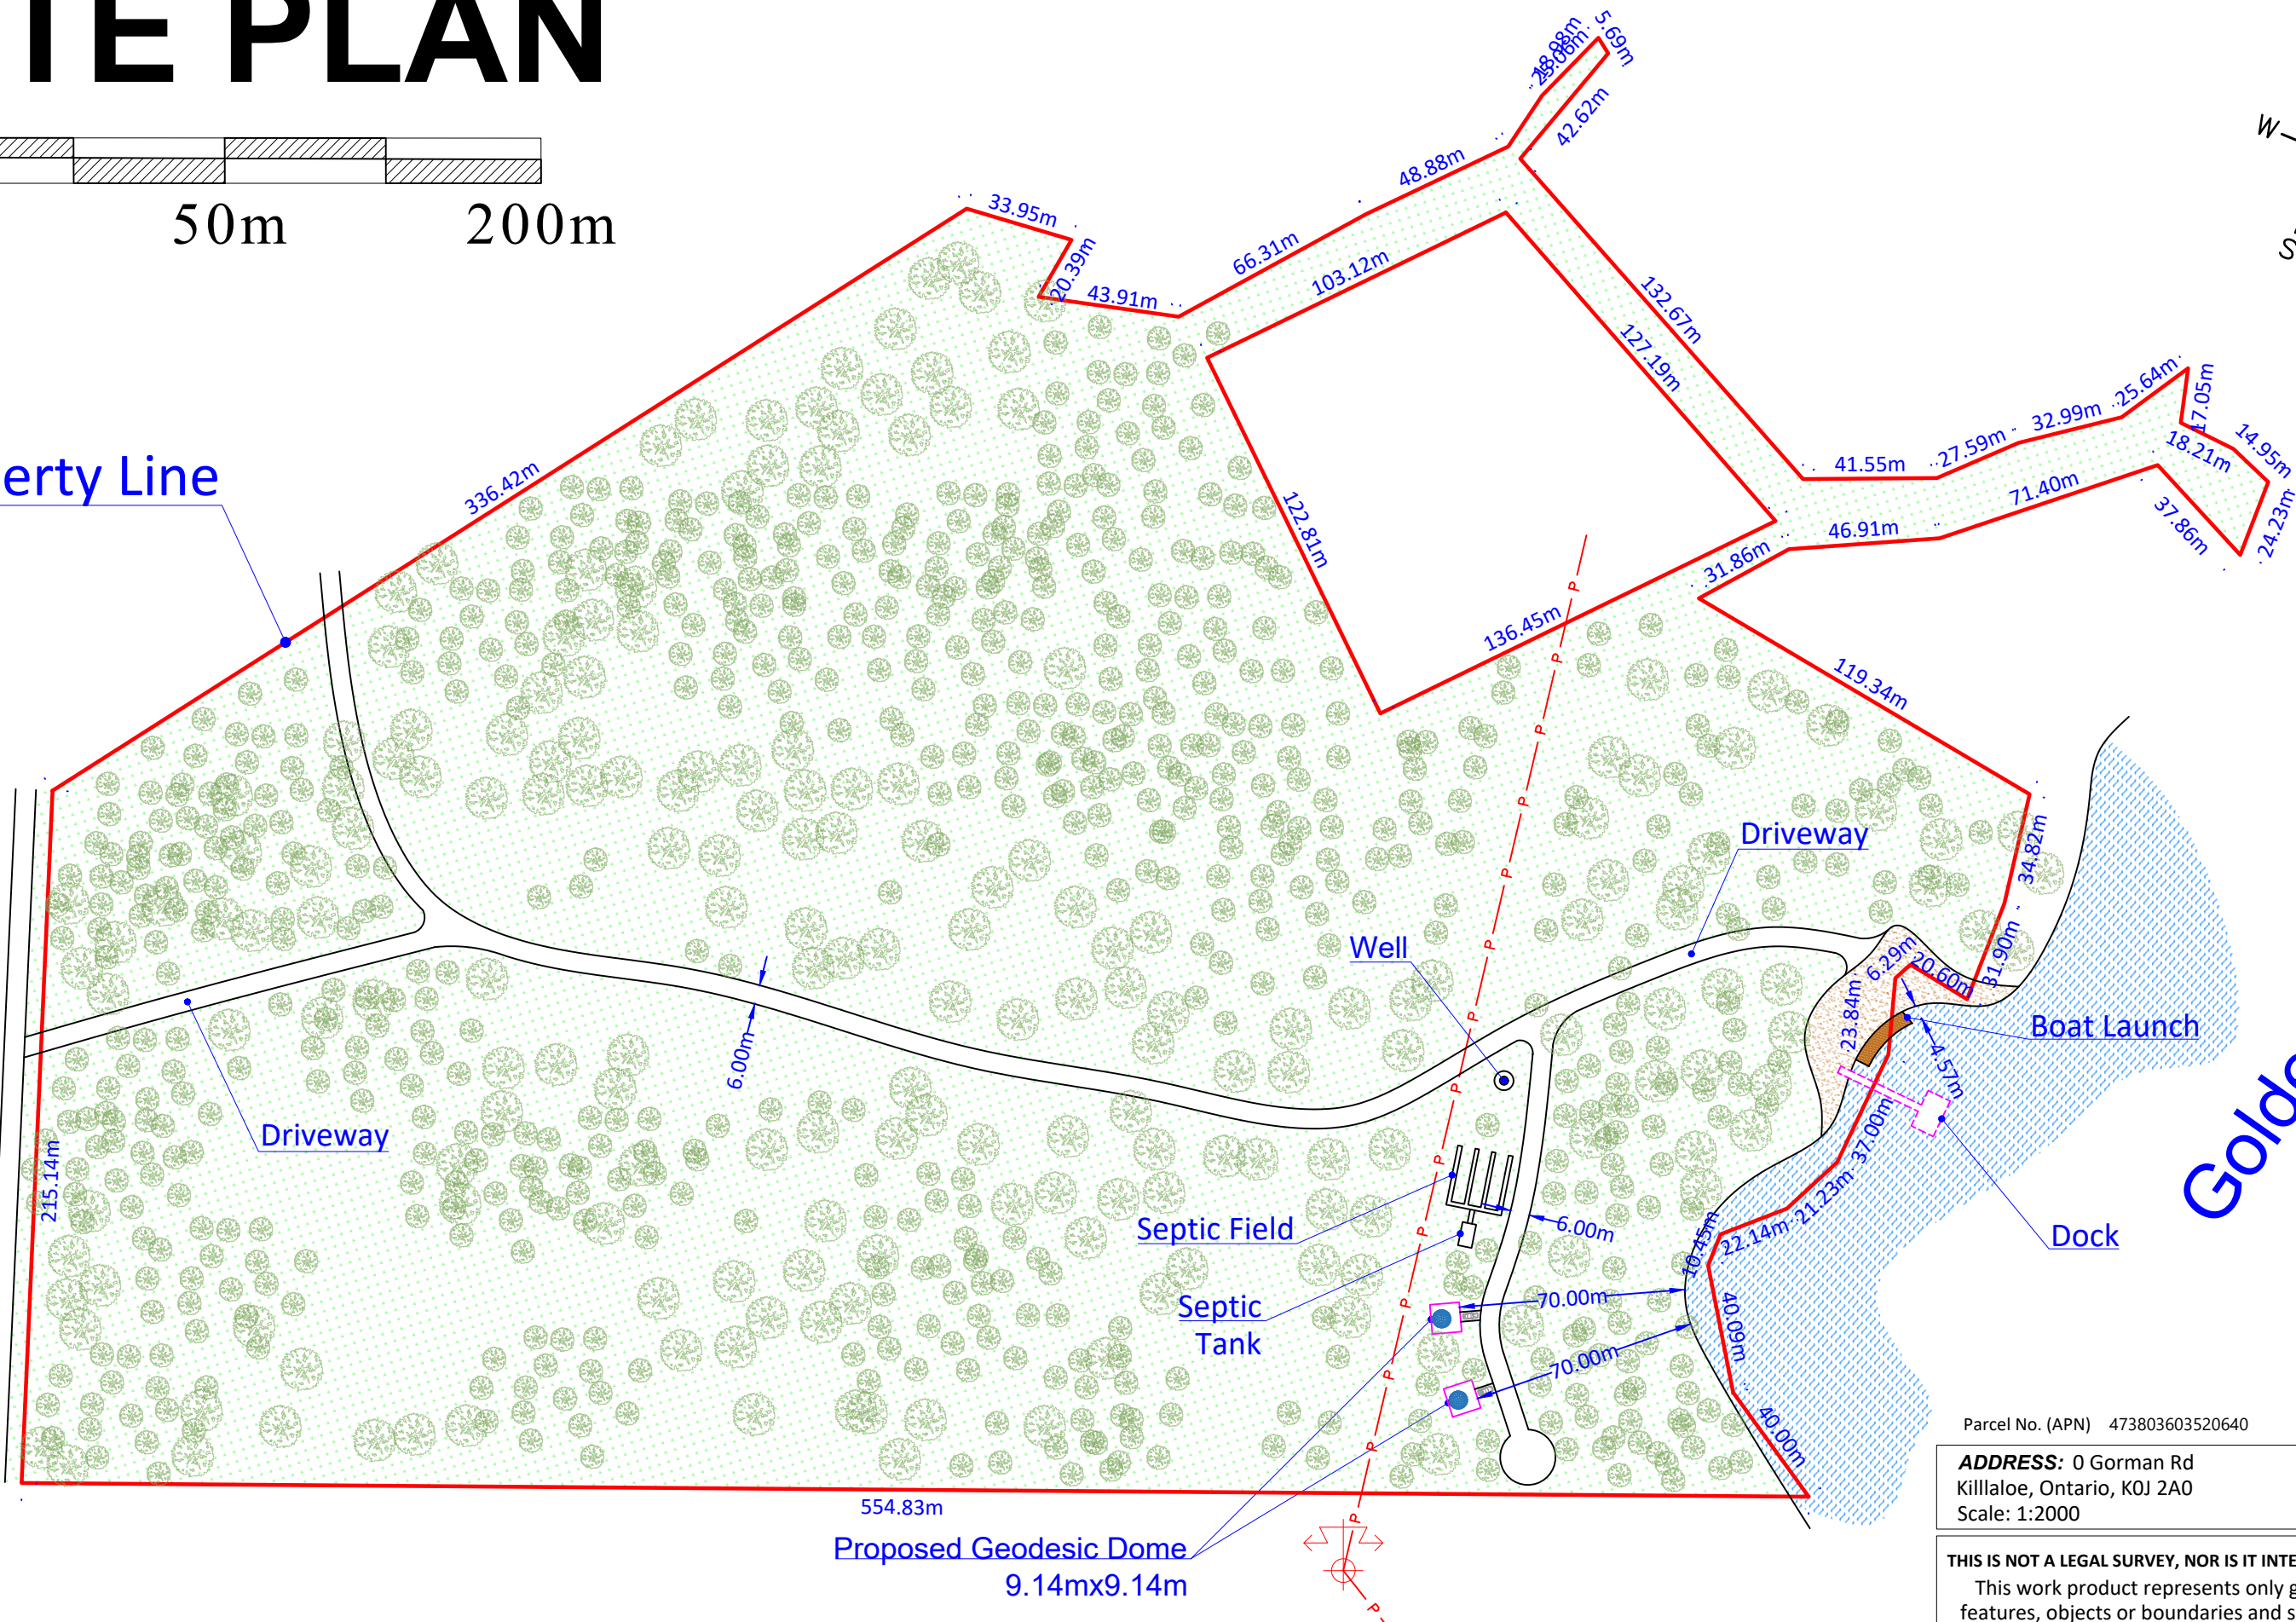 TE PLAN
50m 200m
W
S
erty Line
336.42m
33.95m
20.39m
43.91m
66.31m
48.88m
18.98m
25.06m
5.69m
42.62m
103.12m
132.67m
127.19m
122.81m
136.45m
31.86m
46.91m
41.55m
27.59m
32.99m
25.64m
17.05m
18.21m
14.95m
71.40m
37.86m
24.23m
119.34m
34.82m
31.90m
20.60m
6.29m
23.84m
4.57m
37.00m
21.23m
22.14m
10.45m
40.09m
40.00m
215.14m
554.83m
P P P P P P P P P P P P P P P P P P P P P
Driveway
Well
Boat Launch
6.00m
Driveway
Septic Field
6.00m
Dock
Septic
Tank
70.00m
70.00m
Golde
Proposed Geodesic Dome
9.14mx9.14m
Parcel No. (APN) 473803603520640
ADDRESS: 0 Gorman Rd
Killlaloe, Ontario, K0J 2A0
Scale: 1:2000
THIS IS NOT A LEGAL SURVEY, NOR IS IT INTE
This work product represents only g
features, objects or boundaries and s